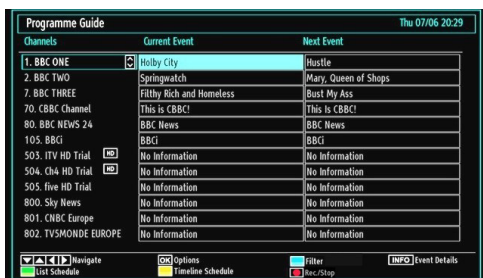 Programme Guide Thu 07/06 20:29
Channels Current Event Next Event
1. BBC ONE Holby City Hustle
2. BBC TWO Springwatch Mary, Queen of Shops
7. BBC THREE Filthy Rich and Homeless Bust My Ass
70. CBBC Channel This is CBBC! This Is CBBC!
80. BBC NEWS 24 BBC News BBC News
105. BBCi BBCi BBCi
503. ITV HD Trial HD No Information No Information
504. Ch4 HD Trial HD No Information No Information
505. five HD Trial No Information No Information
800. Sky News No Information No Information
801. CNBC Europe No Information No Information
802. TV5MONDE EUROPE No Information No Information
Navigate OK Options Filter INFO Event Details
List Schedule Timeline Schedule Rec./Stop